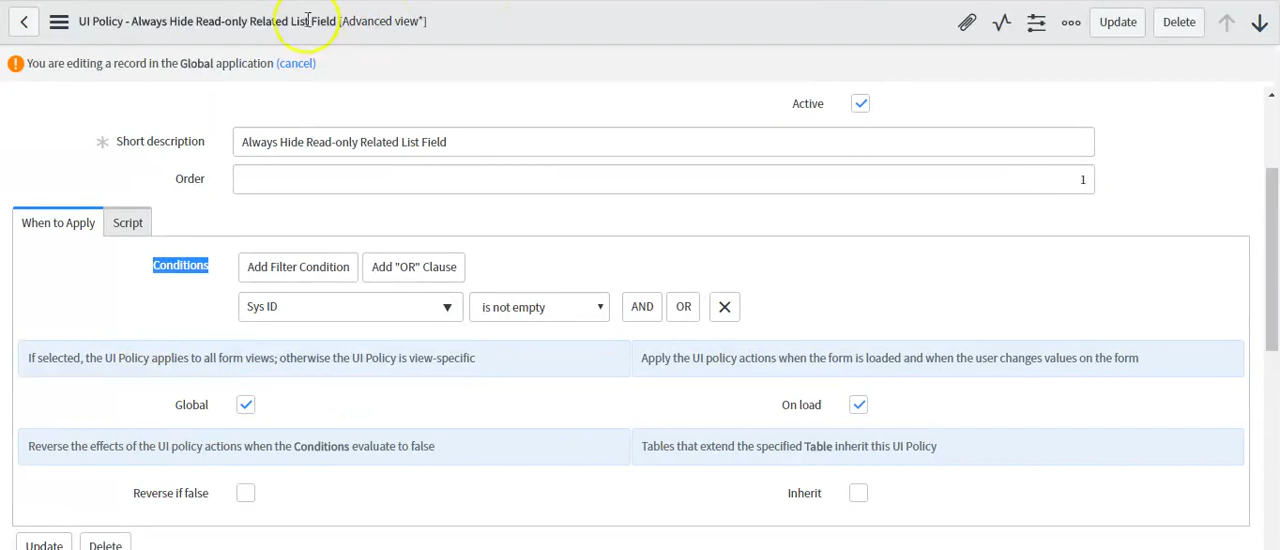 UI Policy - Always Hide Read-only Related List Field [Advanced view*]
Update
Delete
You are editing a record in the Global application (cancel)
Active
Short description
Always Hide Read-only Related List Field
Order
1
When to Apply
Script
Conditions
Add Filter Condition
Add "OR" Clause
Sys ID
is not empty
AND
OR
If selected, the UI Policy applies to all form views; otherwise the UI Policy is view-specific
Apply the UI policy actions when the form is loaded and when the user changes values on the form
Global
On load
Reverse the effects of the UI policy actions when the Conditions evaluate to false
Tables that extend the specified Table inherit this UI Policy
Reverse if false
Inherit
Update
Delete